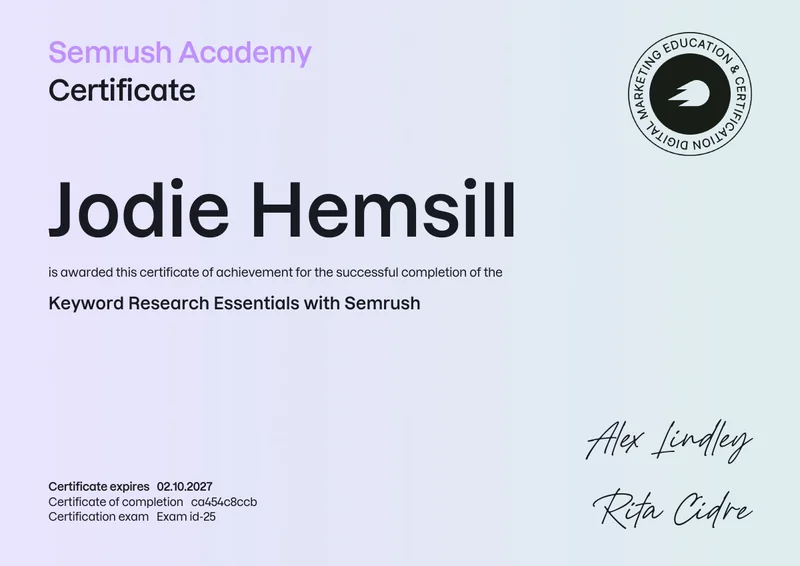 Semrush Academy
Certificate
DIGITAL MARKETING EDUCATION & CERTIFICATION
Jodie Hemsill
is awarded this certificate of achievement for the successful completion of the
Keyword Research Essentials with Semrush
Alex Lindley
Certificate expires 02.10.2027
Certificate of completion ca454c8ccb
Certification exam Exam id-25
Rita Cidre